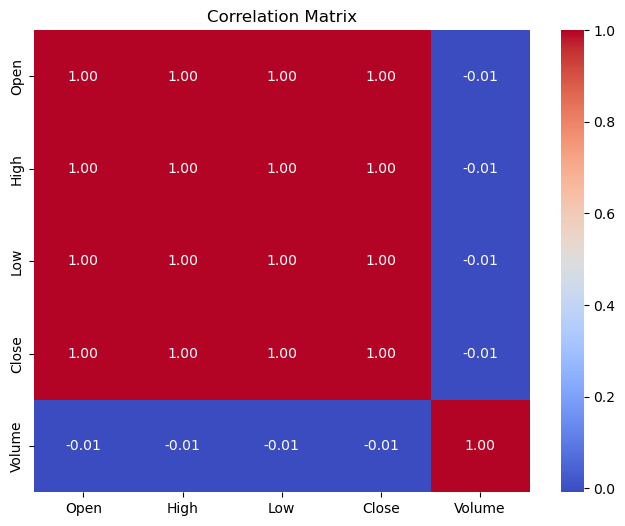 Correlation Matrix
Open 1.00 1.00 1.00 1.00 -0.01
High 1.00 1.00 1.00 1.00 -0.01
Low 1.00 1.00 1.00 1.00 -0.01
Close 1.00 1.00 1.00 1.00 -0.01
Volume -0.01 -0.01 -0.01 -0.01 1.00
Open High Low Close Volume
1.0
0.8
0.6
0.4
0.2
0.0